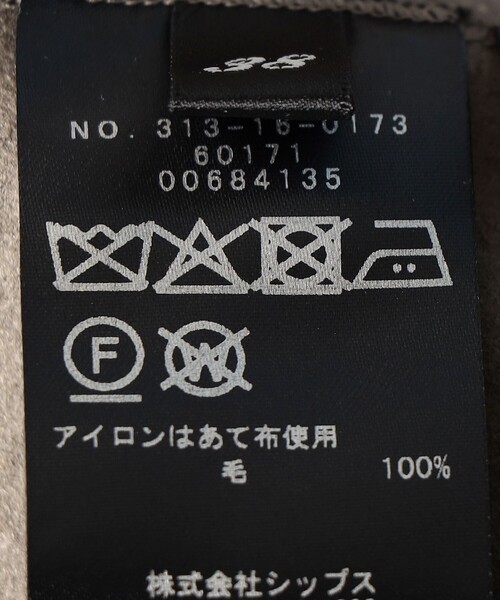 38
NO. 313-16-0173
60171
00684135
F
W
アイロンはあて布使用
毛 100%
株式会社シップス